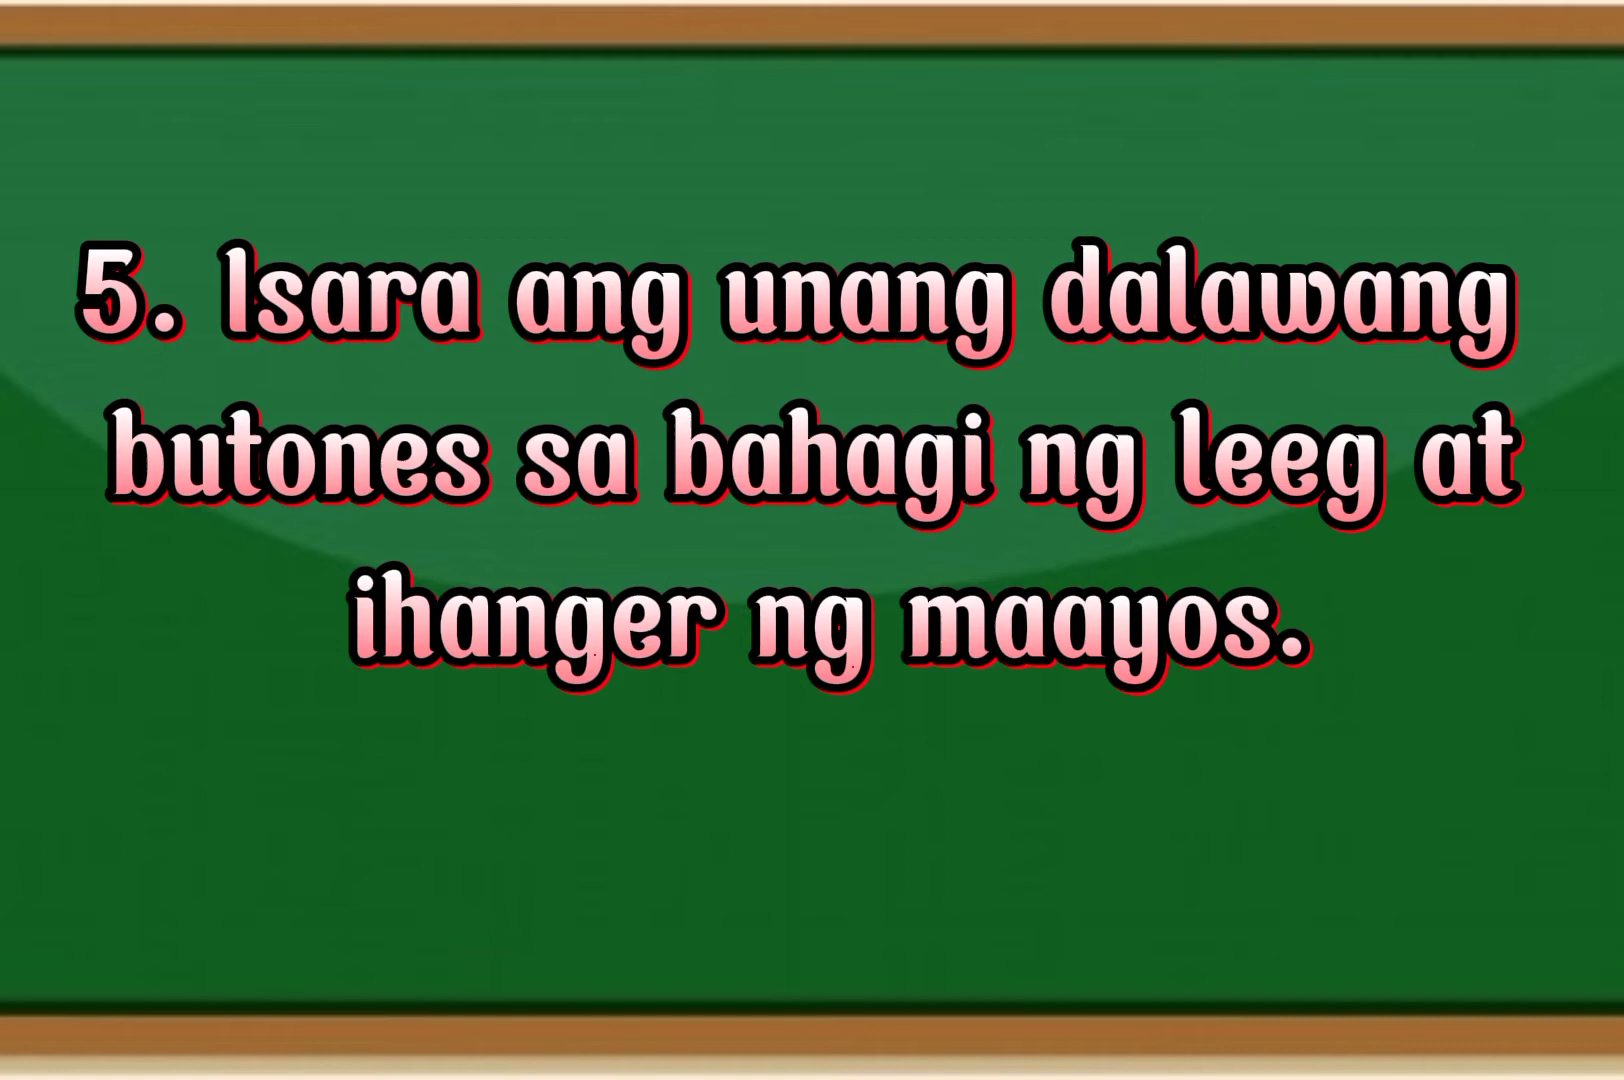 5. Isara ang unang dalawang
butones sa bahagi ng leeg at
ihanger ng maayos.